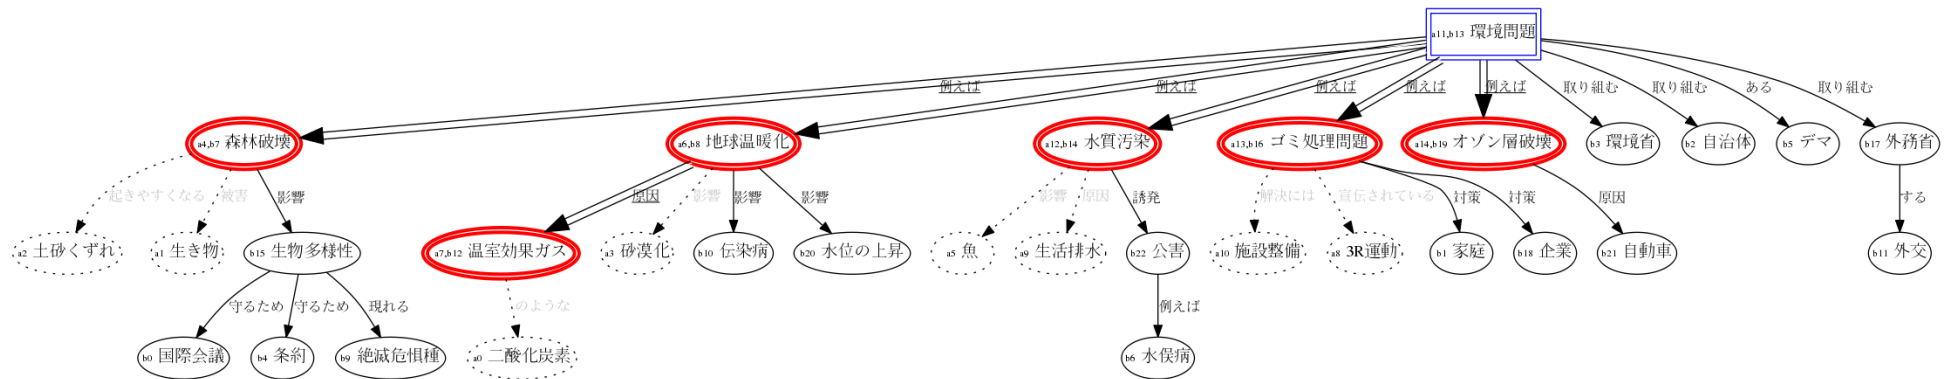 a11,b13 環境問題
例えば 例えば 例えば 例えば 例えば 取り組む 取り組む ある 取り組む
a4,b7 森林破壊 a6,b8 地球温暖化 a12,b14 水質汚染 a13,b16 ゴミ処理問題 a14,b19 オゾン層破壊 b3 環境省 b2 自治体 b5 デマ b17 外務省
起きやすくなる 被害 影響 原因 影響 影響 影響 影響 原因 誘発 解決には 宣伝されている 対策 対策 原因 する
a2 土砂くずれ a1 生き物 b15 生物多様性 a7,b12 温室効果ガス a3 砂漠化 b10 伝染病 b20 水位の上昇 a5 魚 a9 生活排水 b22 公害 a10 施設整備 a8 3R運動 b1 家庭 b18 企業 b21 自動車 b11 外交
守るため 守るため 現れる のような 例えば
b0 国際会議 b4 条約 b9 絶滅危惧種 a0 二酸化炭素 b6 水俣病